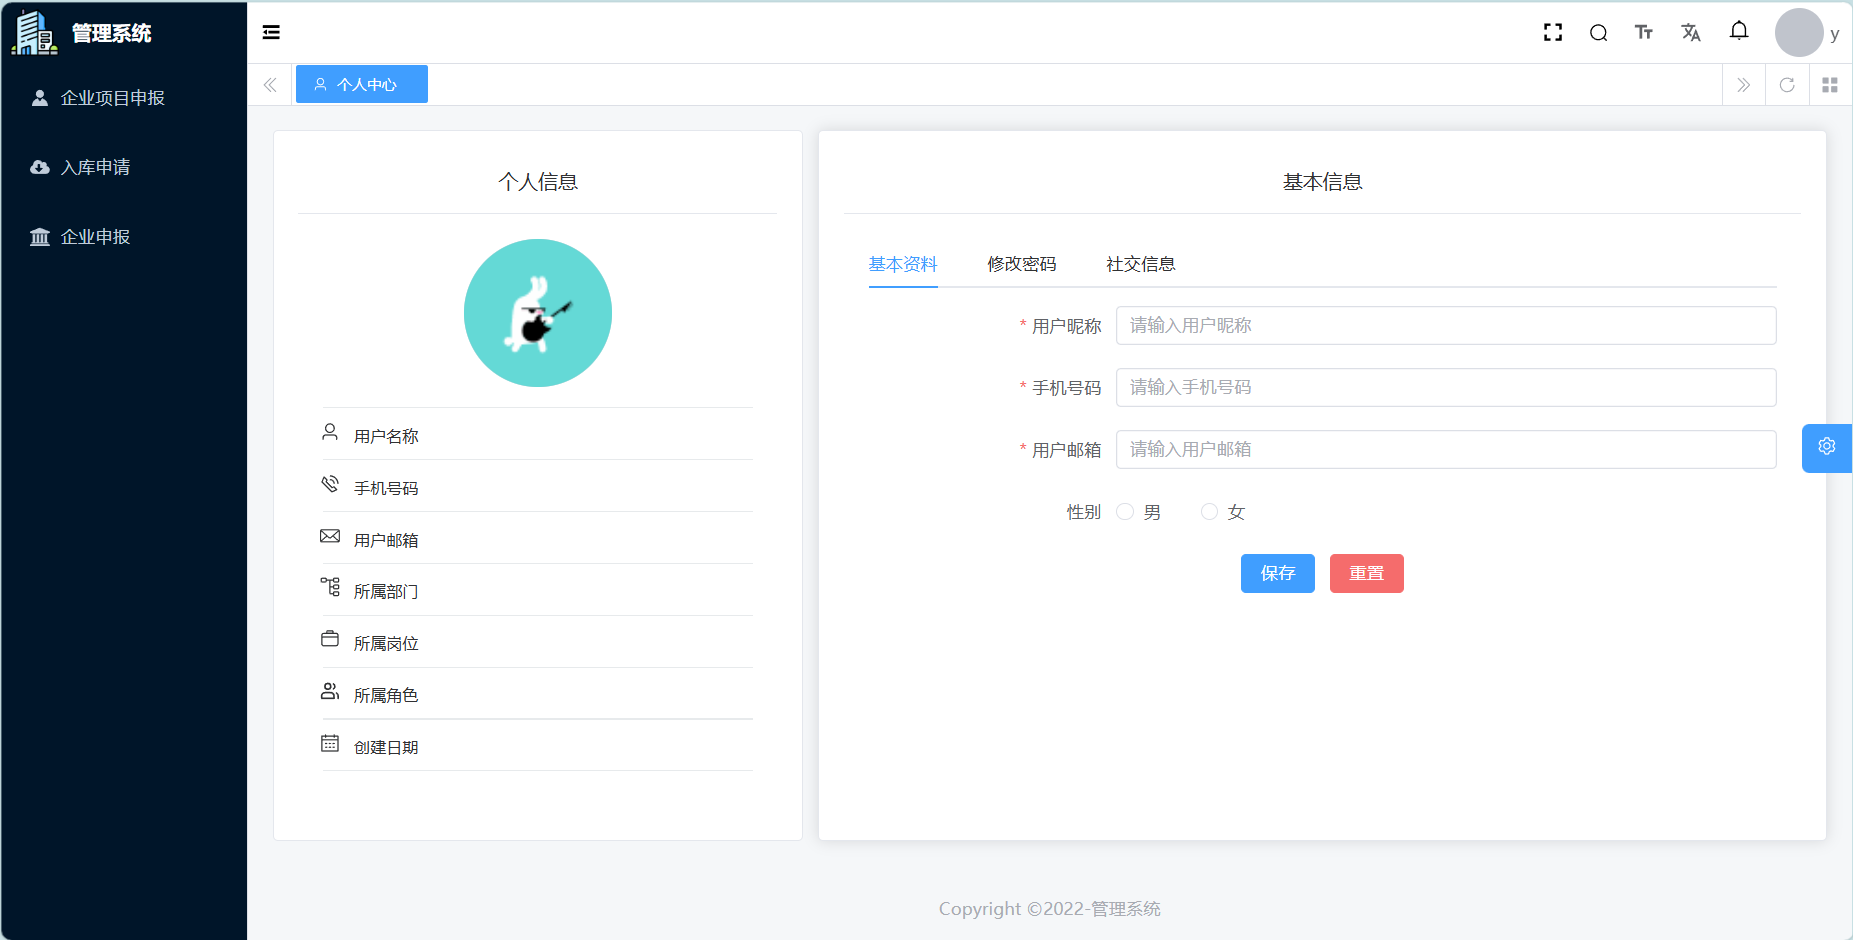 管理系统
企业项目申报
入库申请
企业申报
y
个人中心
个人信息
用户名称
手机号码
用户邮箱
所属部门
所属岗位
所属角色
创建日期
基本信息
基本资料 修改密码 社交信息
* 用户昵称 请输入用户昵称
* 手机号码 请输入手机号码
* 用户邮箱 请输入用户邮箱
性别 男 女
保存 重置
Copyright ©2022-管理系统